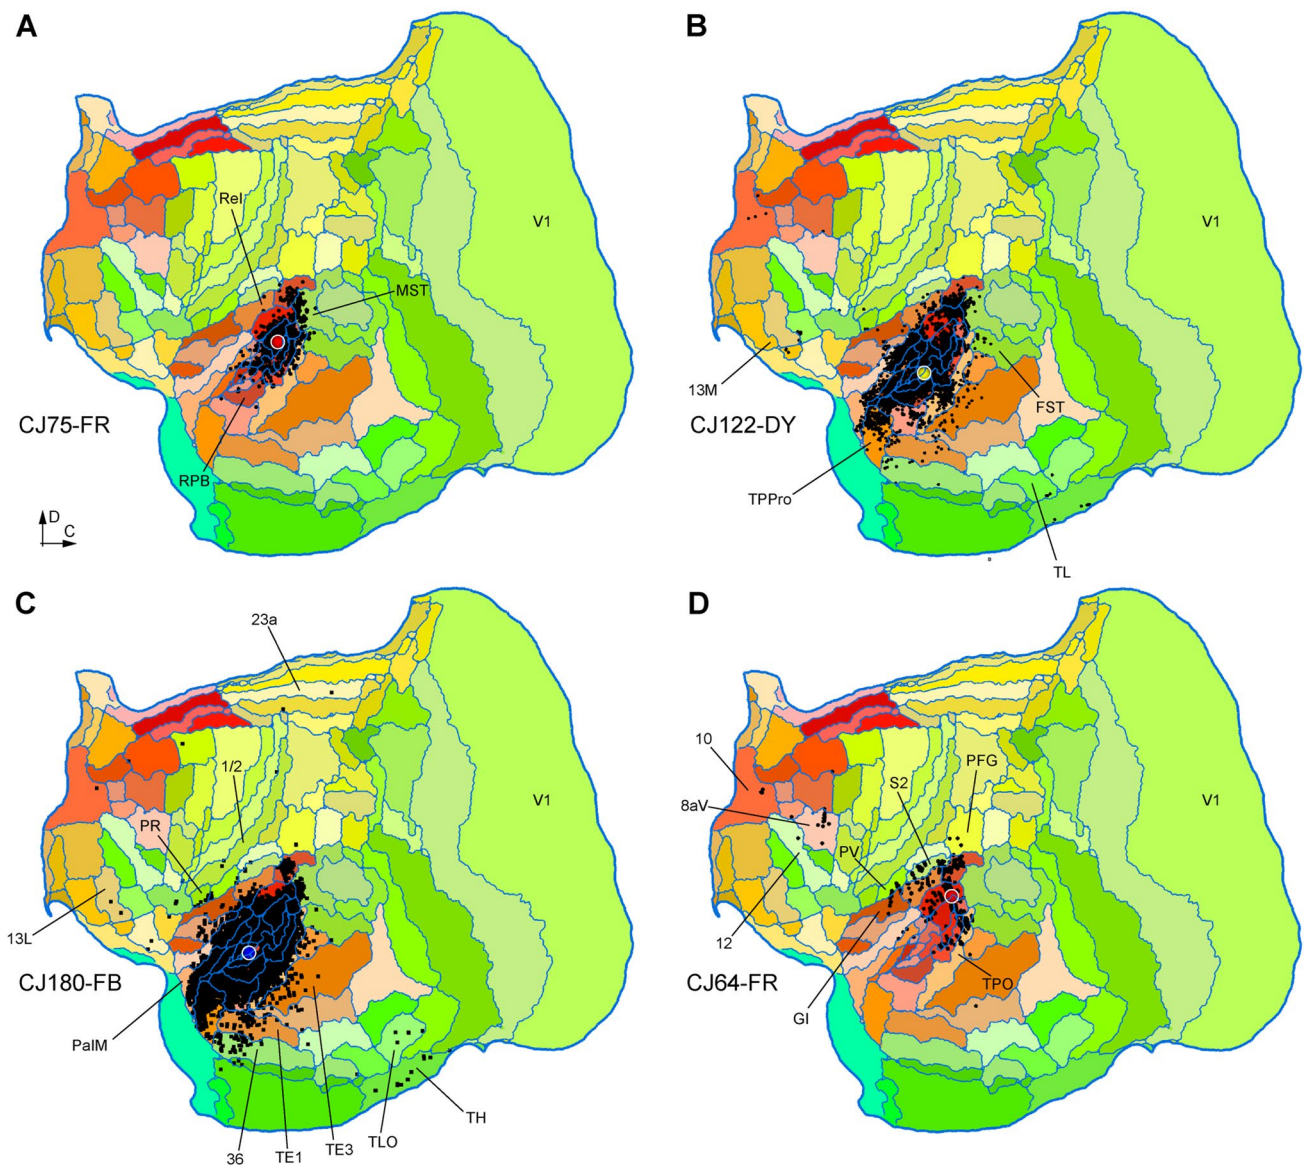 A
V1
ReI
MST
CJ75-FR
RPB
D
C
B
V1
13M
CJ122-DY
FST
TPPro
TL
C
23a
V1
1/2
PR
13L
CJ180-FB
PalM
TH
TLO
TE3
TE1
36
D
10
PFG
S2
8aV
V1
PV
12
CJ64-FR
TPO
GI